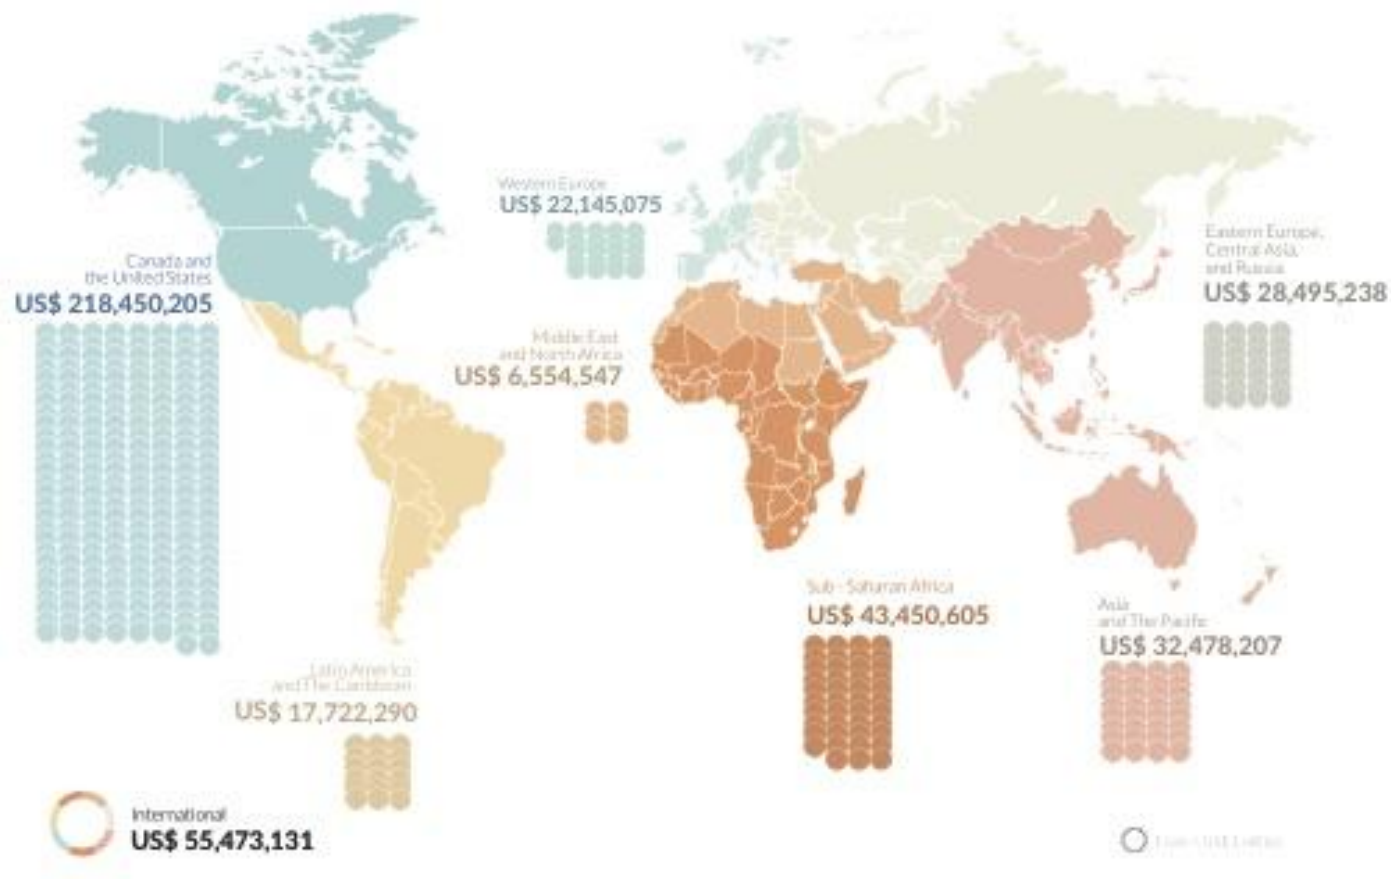 Western Europe
US$ 22,145,075
Canada and
the United States
US$ 218,450,205
Eastern Europe,
Central Asia,
and Russia
US$ 28,495,238
Middle East
and North Africa
US$ 6,554,547
Sub - Saharan Africa
US$ 43,450,605
Asia
and The Pacific
US$ 32,478,207
Latin America
and The Caribbean
US$ 17,722,290
International
US$ 55,473,131